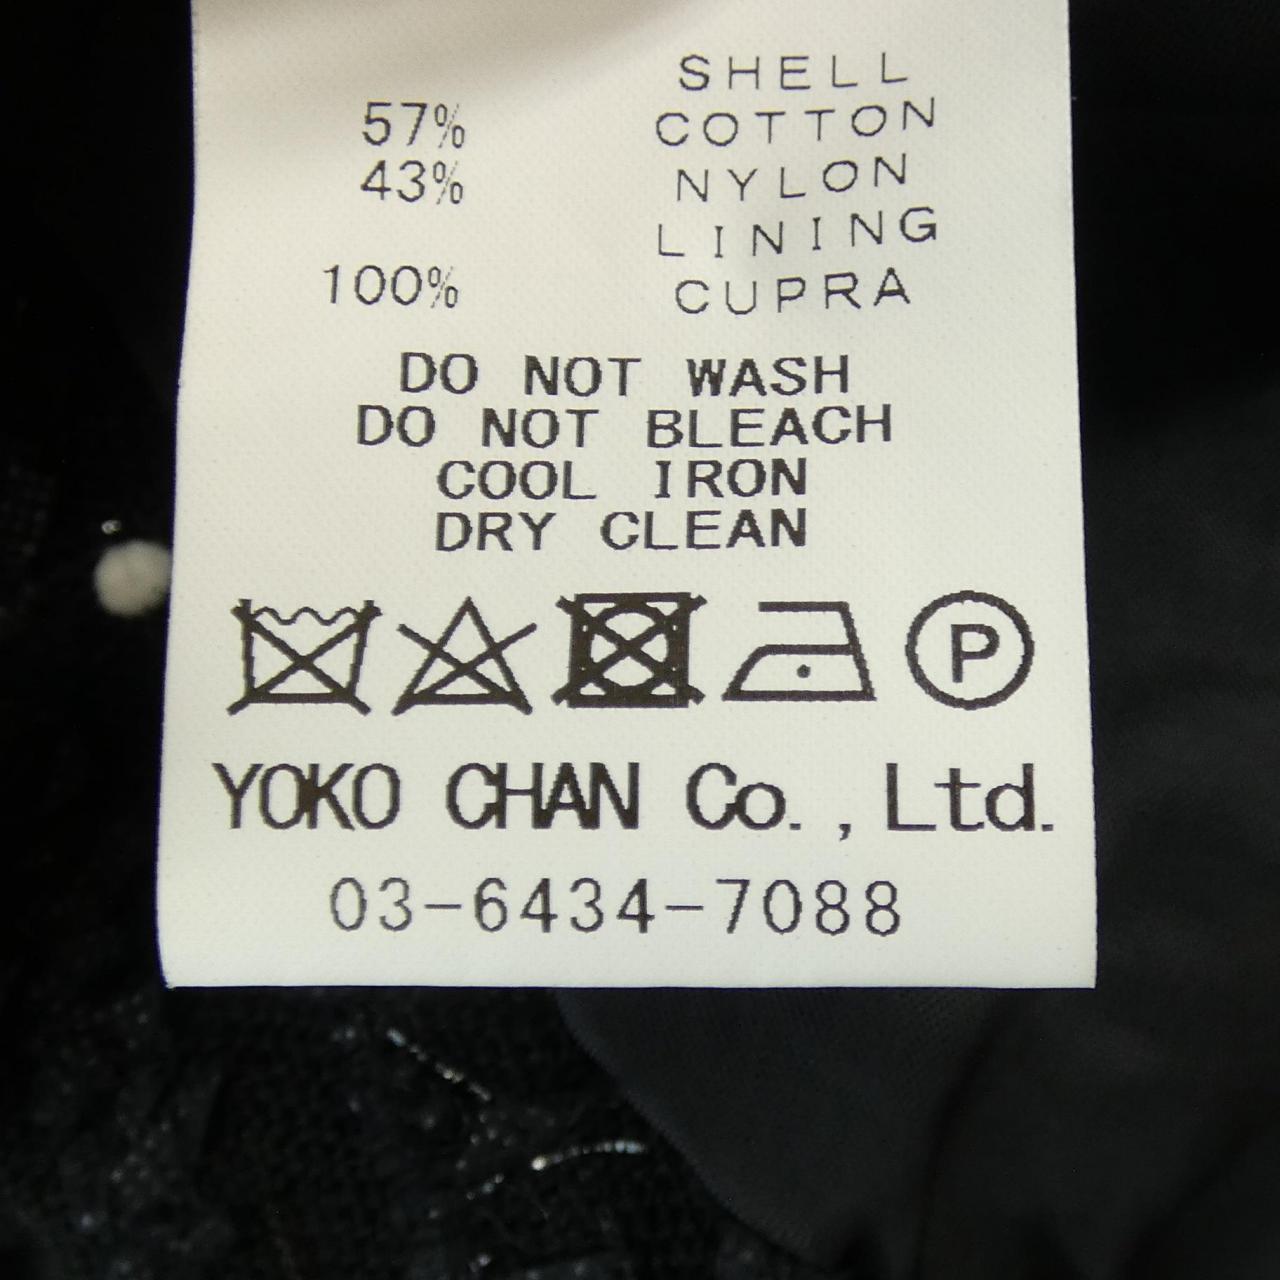 SHELL
57% COTTON
43% NYLON
LINING
100% CUPRA
DO NOT WASH
DO NOT BLEACH
COOL IRON
DRY CLEAN
P
YOKO CHAN Co., Ltd.
03-6434-7088